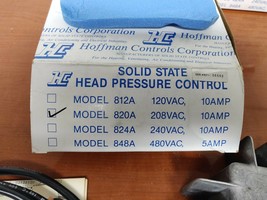 Hoffman Controls Corporation
HC
Hoffman Controls Corporation
SOLID STATE
HEAD PRESSURE CONTROL
MODEL 812A 120VAC, 10AMP
MODEL 820A 208VAC, 10AMP
MODEL 824A 240VAC, 10AMP
MODEL 848A 480VAC, 5AMP